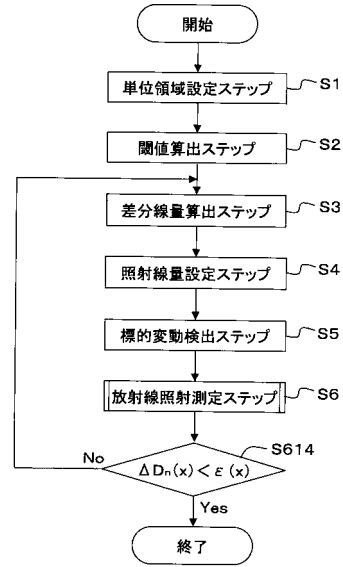 開始
単位領域設定ステップ S1
閾値算出ステップ S2
差分線量算出ステップ S3
照射線量設定ステップ S4
標的変動検出ステップ S5
放射線照射測定ステップ S6
S614
No
ΔDn(x)<ε(x)
Yes
終了